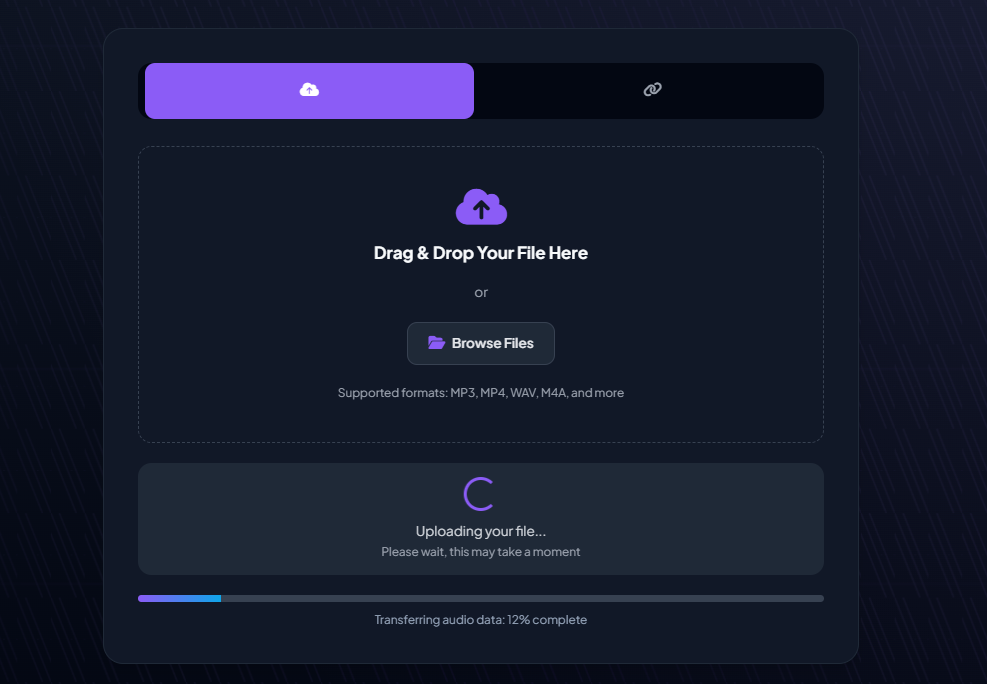 Drag & Drop Your File Here
or
Browse Files
Supported formats: MP3, MP4, WAV, M4A, and more
Uploading your file...
Please wait, this may take a moment
Transferring audio data: 12% complete